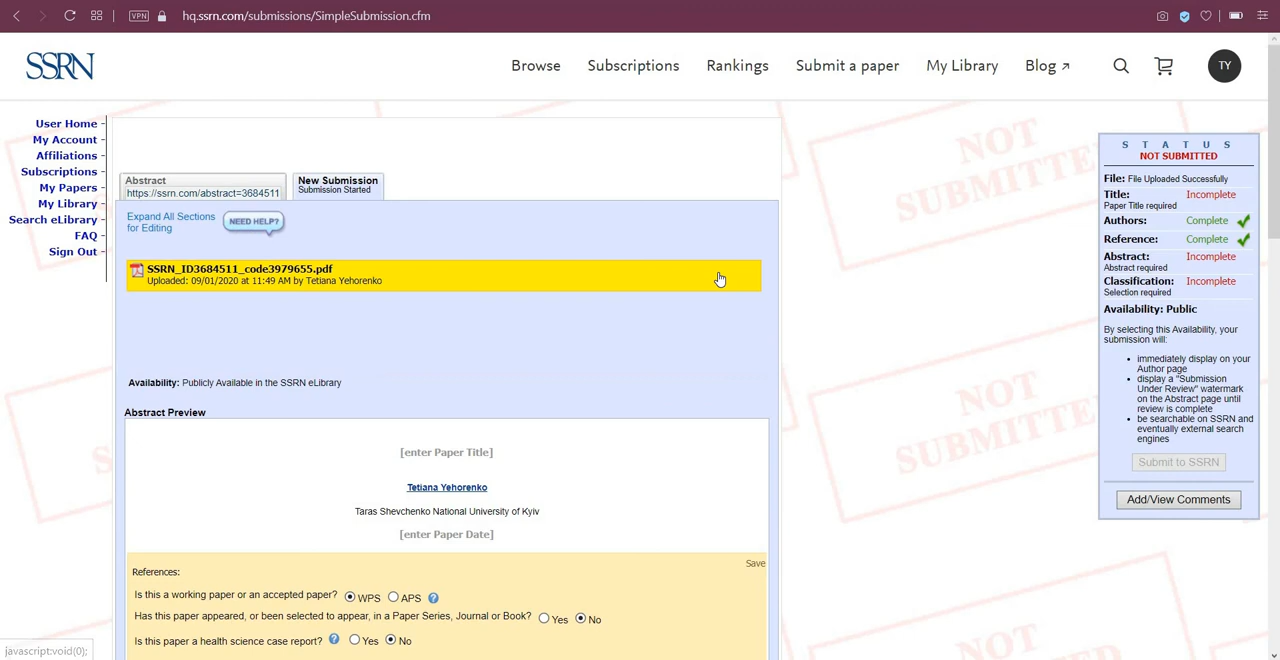 VPN hq.ssrn.com/submissions/SimpleSubmission.cfm
SSRN Browse Subscriptions Rankings Submit a paper My Library Blog ↗ TY
User Home
My Account
Affiliations
Subscriptions
My Papers
My Library
Search eLibrary
FAQ
Sign Out
Abstract
https://ssrn.com/abstract=3684511
New Submission
Submission Started
Expand All Sections
for Editing
NEED HELP?
SSRN_ID3684511_code3979655.pdf
Uploaded: 09/01/2020 at 11:49 AM by Tetiana Yehorenko
Availability: Publicly Available in the SSRN eLibrary
Abstract Preview
[enter Paper Title]
Tetiana Yehorenko
Taras Shevchenko National University of Kyiv
[enter Paper Date]
Save
References:
Is this a working paper or an accepted paper? WPS APS ?
Has this paper appeared, or been selected to appear, in a Paper Series, Journal or Book? Yes No
Is this paper a health science case report? ? Yes No
S T A T U S
NOT SUBMITTED
File: File Uploaded Successfully
Title: Incomplete
Paper Title required
Authors: Complete
Reference: Complete
Abstract: Incomplete
Abstract required
Classification: Incomplete
Selection required
Availability: Public
By selecting this Availability, your
submission will:
• immediately display on your
Author page
• display a "Submission
Under Review" watermark
on the Abstract page until
review is complete
• be searchable on SSRN and
eventually external search
engines
Submit to SSRN
Add/View Comments
NOT
SUBMITTED
NOT
SUBMITTED
NOT
javascript:void(0);